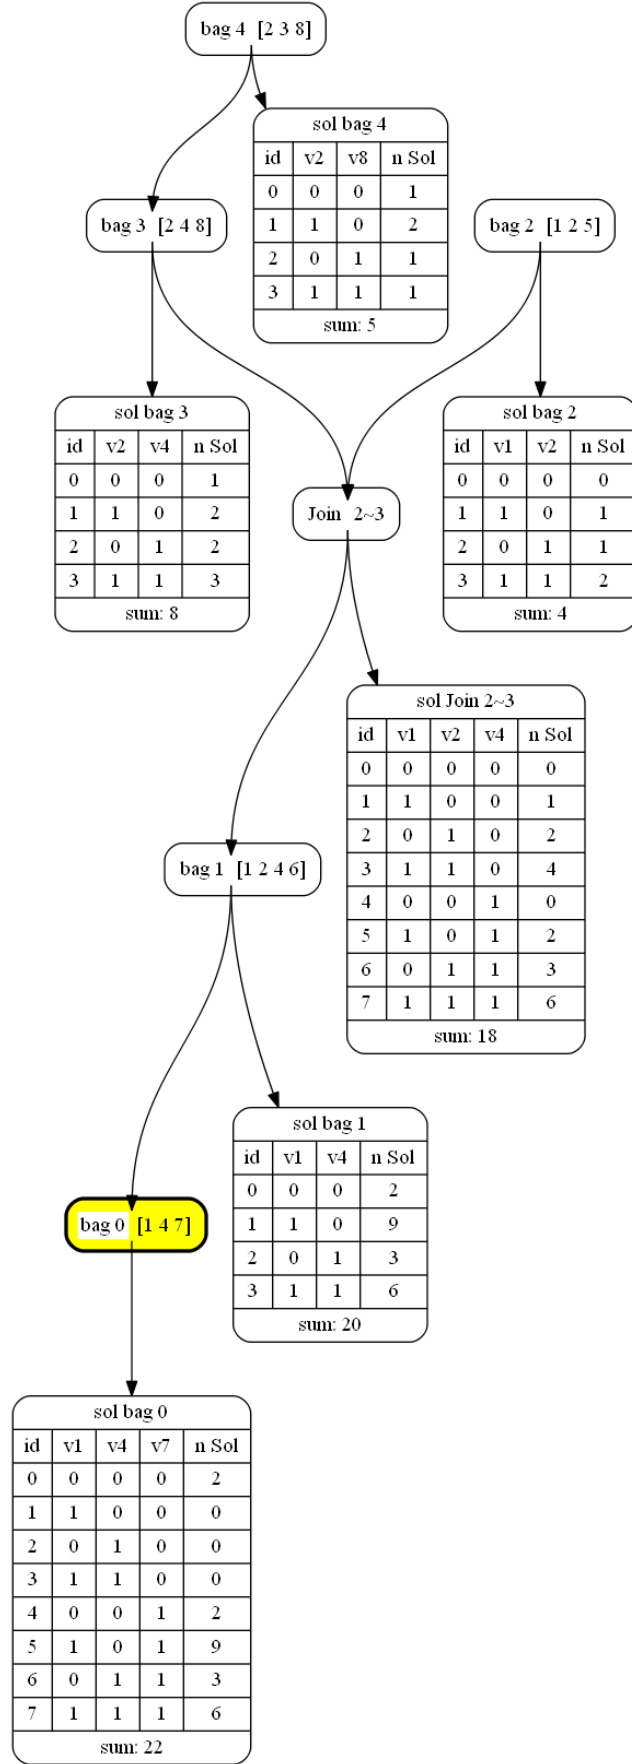 bag 4 [2 3 8]
sol bag 4
id v2 v8 n Sol
0 0 0 1
1 1 0 2
2 0 1 1
3 1 1 1
sum: 5
bag 3 [2 4 8]
bag 2 [1 2 5]
sol bag 3
id v2 v4 n Sol
0 0 0 1
1 1 0 2
2 0 1 2
3 1 1 3
sum: 8
sol bag 2
id v1 v2 n Sol
0 0 0 0
1 1 0 1
2 0 1 1
3 1 1 2
sum: 4
Join 2~3
sol Join 2~3
id v1 v2 v4 n Sol
0 0 0 0 0
1 1 0 0 1
2 0 1 0 2
3 1 1 0 4
4 0 0 1 0
5 1 0 1 2
6 0 1 1 3
7 1 1 1 6
sum: 18
bag 1 [1 2 4 6]
sol bag 1
id v1 v4 n Sol
0 0 0 2
1 1 0 9
2 0 1 3
3 1 1 6
sum: 20
bag 0 [1 4 7]
sol bag 0
id v1 v4 v7 n Sol
0 0 0 0 2
1 1 0 0 0
2 0 1 0 0
3 1 1 0 0
4 0 0 1 2
5 1 0 1 9
6 0 1 1 3
7 1 1 1 6
sum: 22